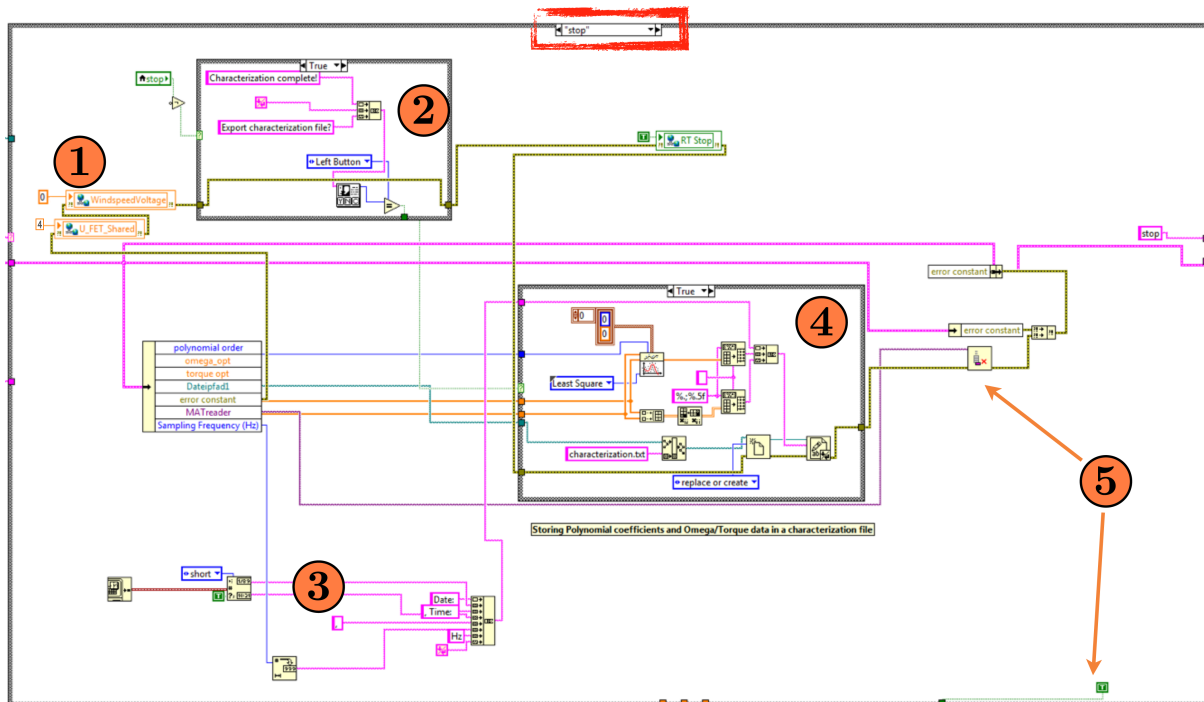 "stop"
stop
True
Characterization complete!
2
Export characterization file?
T
RT Stop
1
Left Button
0
WindspeedVoltage
4
U_FET_Shared
stop
error constant
True
4
0
0
0
error constant
polynomial order
omega_opt
torque opt
Dateipfad1
error constant
MATreader
Sampling Frequency (Hz)
Least Square
%.;%.5f
characterization.txt
replace or create
5
Storing Polynomial coefficients and Omega/Torque data in a characterization file
short
T
3
Date:
, Time:
,
Hz
T